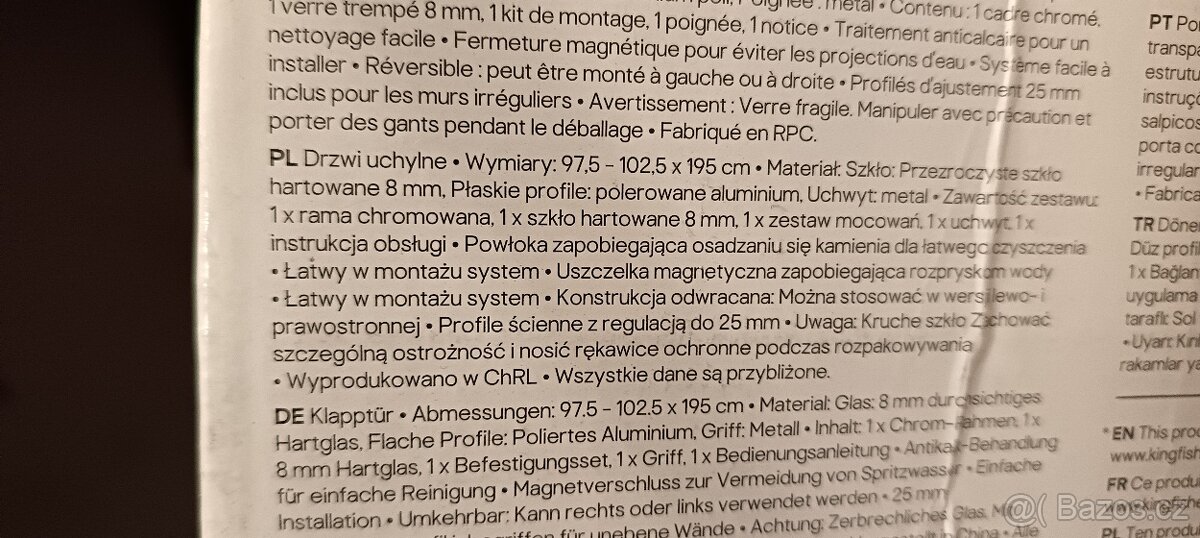 1 verre trempé 8 mm, 1 kit de montage, 1 poignée, 1 notice • Traitement anticalcaire pour un
nettoyage facile • Fermeture magnétique pour éviter les projections d'eau • Système facile à
installer • Réversible : peut être monté à gauche ou à droite • Profilés d'ajustement 25 mm
inclus pour les murs irréguliers • Avertissement : Verre fragile. Manipuler avec précaution et
porter des gants pendant le déballage • Fabriqué en RPC.
PL Drzwi uchylne • Wymiary: 97,5 - 102,5 x 195 cm • Materiał: Szkło: Przezroczyste szkło
hartowane 8 mm, Płaskie profile: polerowane aluminium, Uchwyt: metal • Zawartość zestawu:
1 x rama chromowana, 1 x szkło hartowane 8 mm, 1 x zestaw mocowań, 1 x uchwyt, 1 x
instrukcja obsługi • Powłoka zapobiegająca osadzaniu się kamienia dla łatwego czyszczenia
• Łatwy w montażu system • Uszczelka magnetyczna zapobiegająca rozpryskom wody
• Łatwy w montażu system • Konstrukcja odwracana: Można stosować w wersji lewo- i
prawostronnej • Profile ścienne z regulacją do 25 mm • Uwaga: Kruche szkło Zachować
szczególną ostrożność i nosić rękawice ochronne podczas rozpakowywania
• Wyprodukowano w ChRL • Wszystkie dane są przybliżone.
DE Klapptür • Abmessungen: 97.5 - 102.5 x 195 cm • Material: Glas: 8 mm durchsichtiges
Hartglas, Flache Profile: Poliertes Aluminium, Griff: Metall • Inhalt: 1 x Chrom-Rahmen, 1 x
8 mm Hartglas, 1 x Befestigungsset, 1 x Griff, 1 x Bedienungsanleitung • Antikalk-Behandlung
für einfache Reinigung • Magnetverschluss zur Vermeidung von Spritzwasser • Einfache
Installation • Umkehrbar: Kann rechts oder links verwendet werden • 25 mm
für unebene Wände • Achtung: Zerbrechliches Glas.
PT
instruç
salpicos
porta
irregular
• Fabrica
TR Döner
Düz profi
1 x Bağlan
uygulama
taraflı: Sol
• Uyarı: Kırıl
rakamlar
* EN This
www.kingfish
FR Ce produ
www.kingfishe
PL Ten
@( Bazos.cz